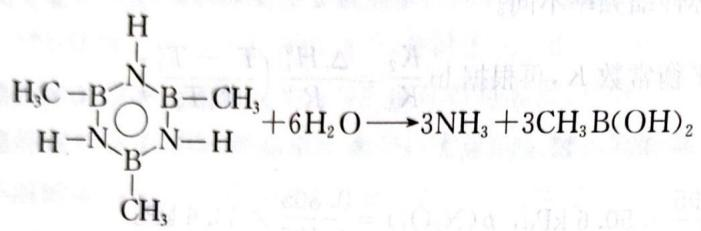 H
N
H₃C—B B—CH₃
+6H₂O⟶3NH₃+3CH₃B(OH)₂
H—N N—H
B
CH₃